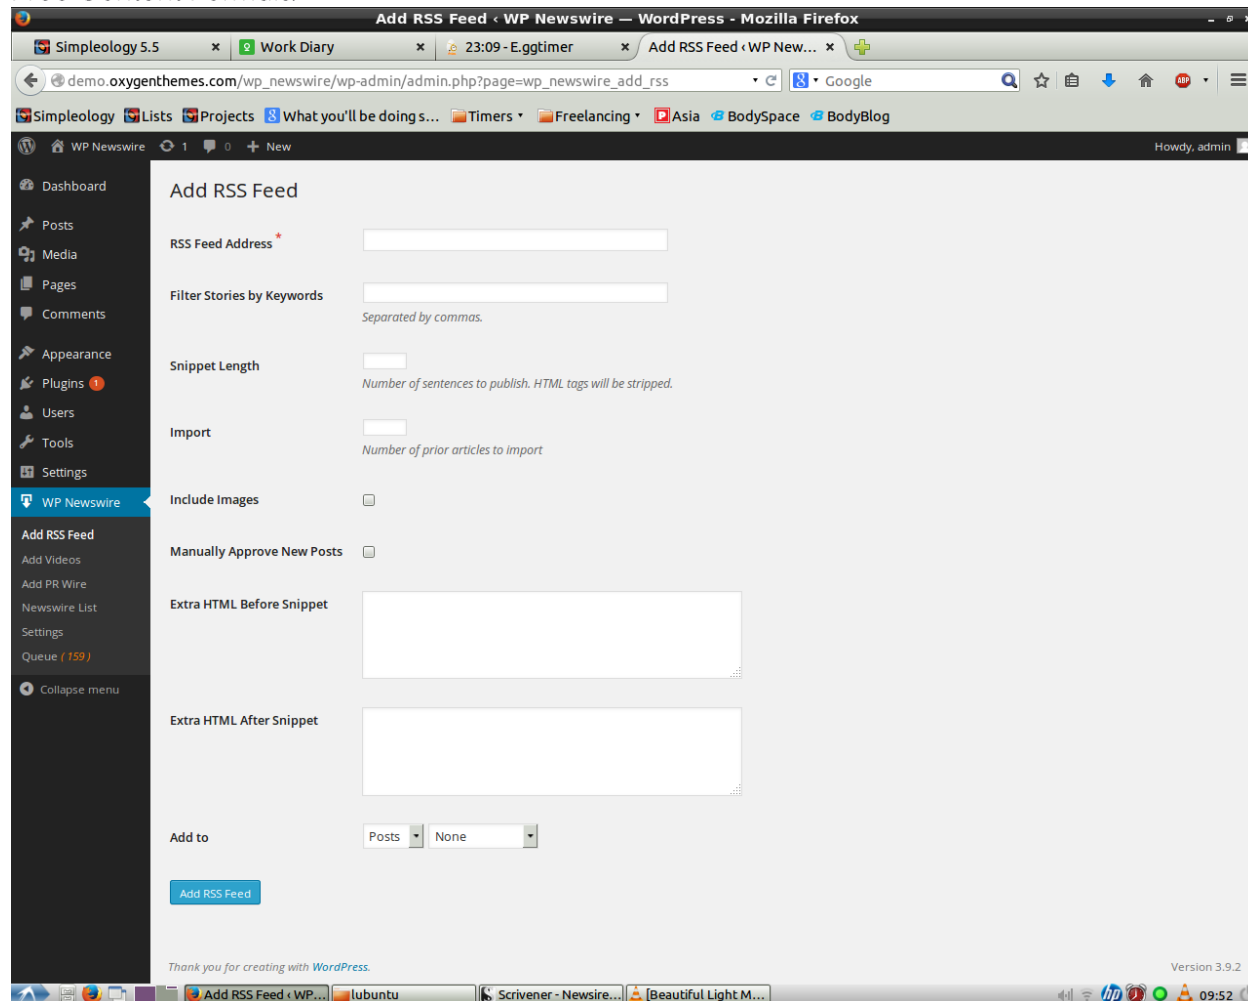 Add RSS Feed ‹ WP Newswire — WordPress - Mozilla Firefox
Simpleology 5.5
Work Diary
23:09 - E.ggtimer
Add RSS Feed ‹ WP New...
demo.oxygenthemes.com/wp_newswire/wp-admin/admin.php?page=wp_newswire_add_rss
Google
Simpleology Lists Projects What you'll be doing s... Timers Freelancing Asia BodySpace BodyBlog
WP Newswire 1 0 + New
Howdy, admin
Dashboard
Posts
Media
Pages
Comments
Appearance
Plugins 1
Users
Tools
Settings
WP Newswire
Add RSS Feed
Add Videos
Add PR Wire
Newswire List
Settings
Queue (159)
Collapse menu
Add RSS Feed
RSS Feed Address *
Filter Stories by Keywords
Separated by commas.
Snippet Length
Number of sentences to publish. HTML tags will be stripped.
Import
Number of prior articles to import
Include Images
Manually Approve New Posts
Extra HTML Before Snippet
Extra HTML After Snippet
Add to
Posts
None
Add RSS Feed
Thank you for creating with WordPress.
Version 3.9.2
Add RSS Feed ‹ WP...
lubuntu
Scrivener - Newsire...
[Beautiful Light M...
09:52